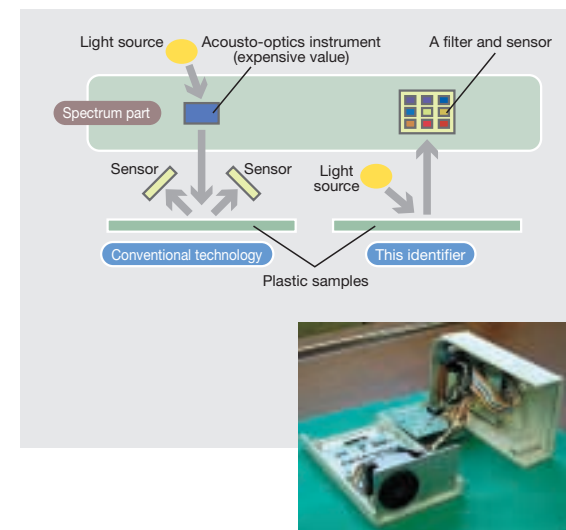 Light source
Acousto-optics instrument
(expensive value)
A filter and sensor
Spectrum part
Sensor
Sensor
Light
source
Conventional technology
This identifier
Plastic samples